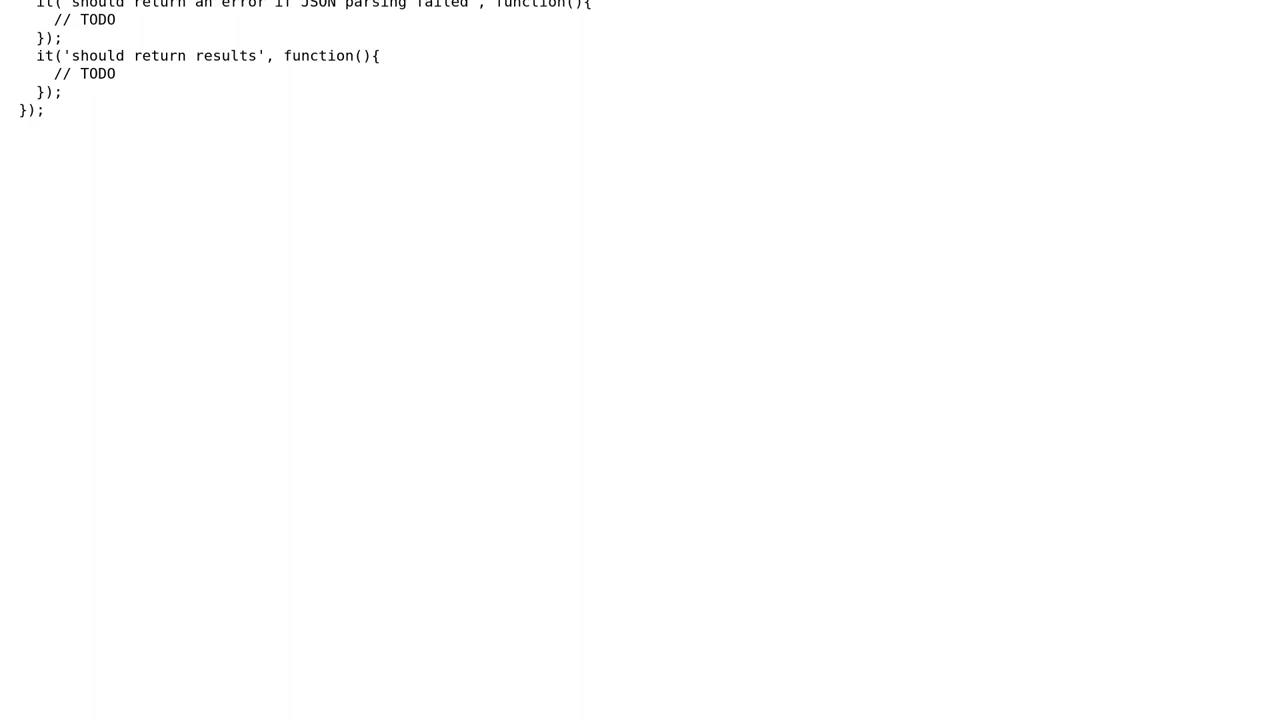 it('should return an error if JSON parsing failed', function(){
// TODO
});
it('should return results', function(){
// TODO
});
});